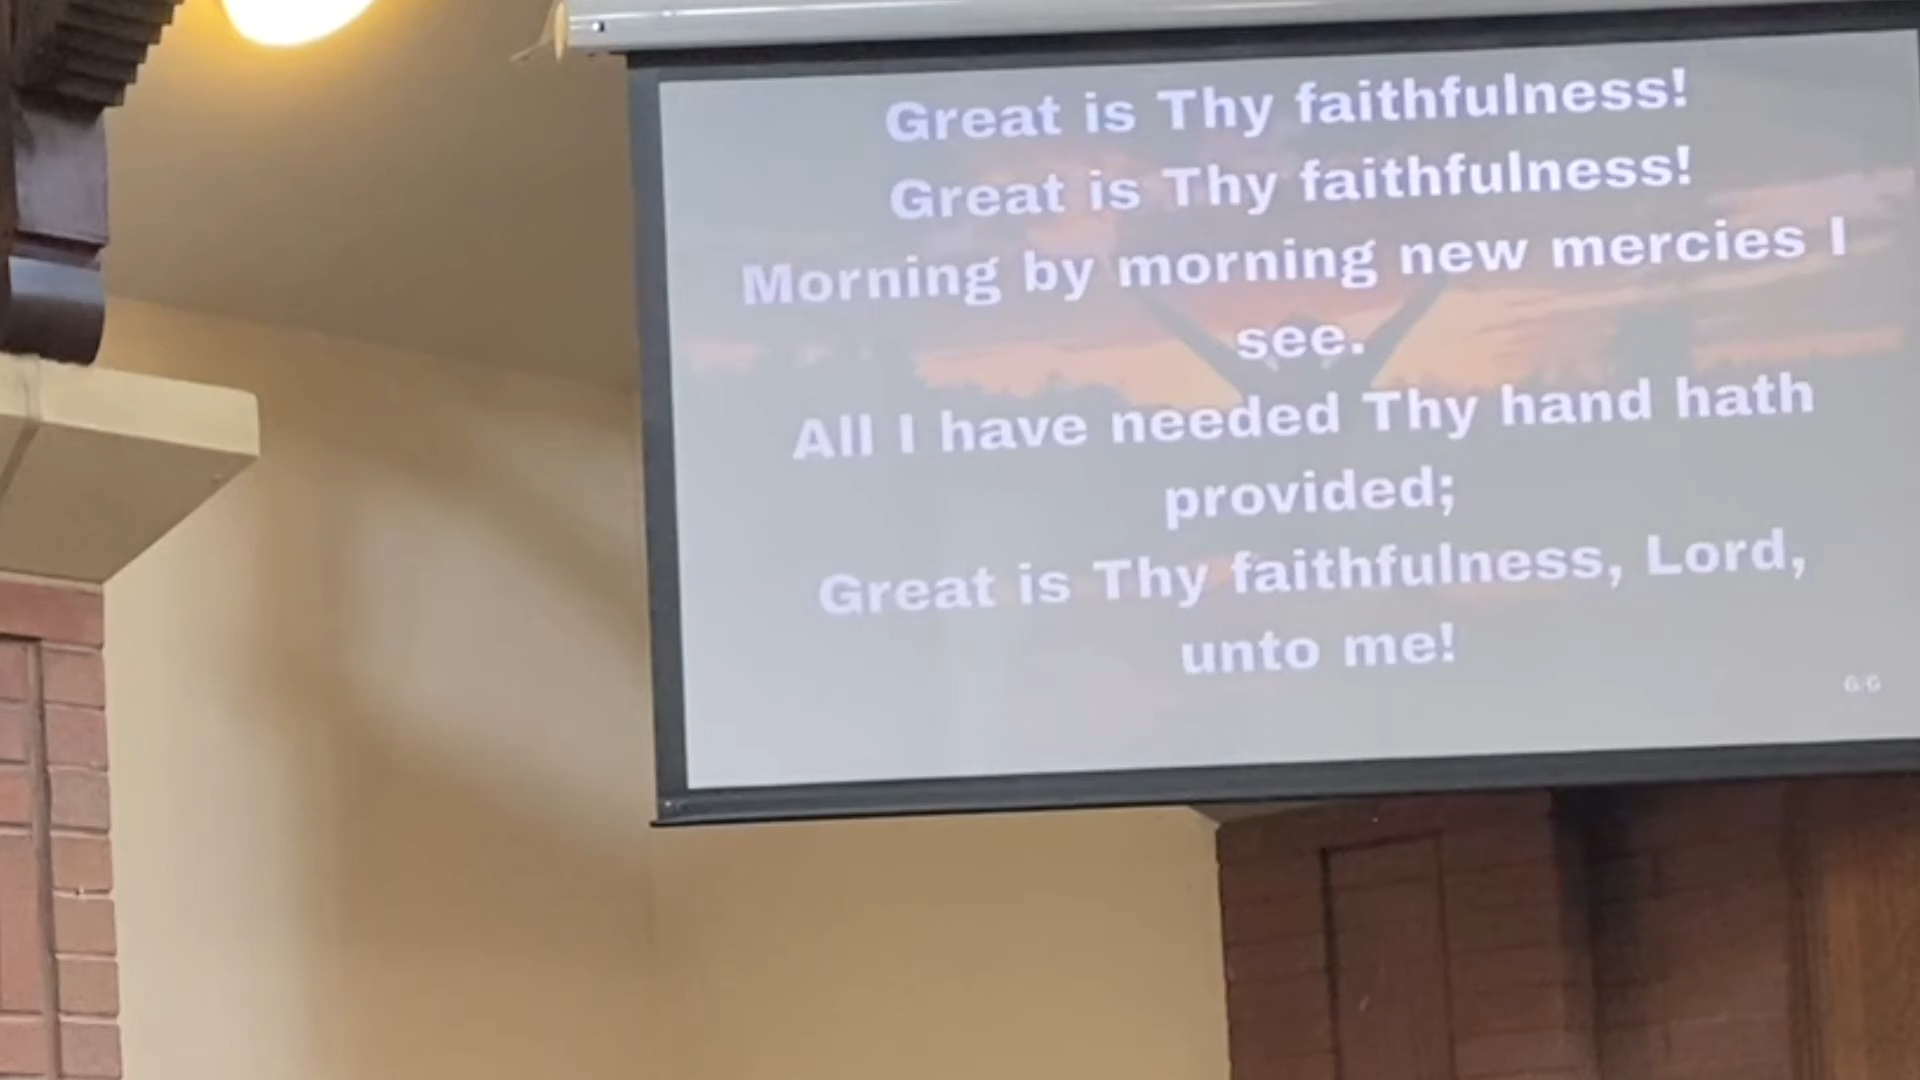 Great is Thy faithfulness!
Great is Thy faithfulness!
Morning by morning new mercies I
see.
All I have needed Thy hand hath
provided;
Great is Thy faithfulness, Lord,
unto me!